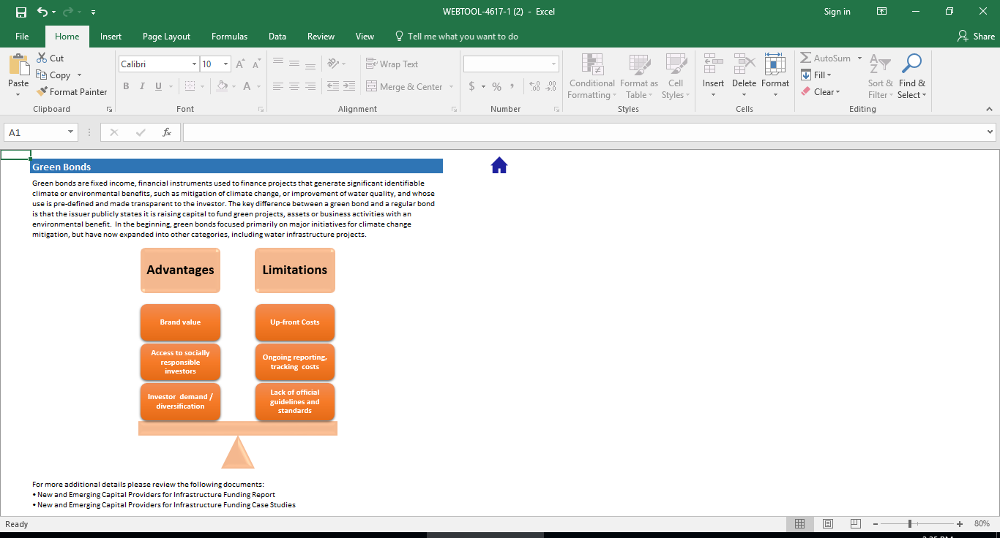 WEBTOOL-4617-1 (2) - Excel
Sign in
File Home Insert Page Layout Formulas Data Review View Tell me what you want to do
Share
Paste
Cut
Copy
Format Painter
Clipboard
Calibri 10
B I U
Font
Wrap Text
Merge & Center
Alignment
$ % ,
Number
Conditional Formatting
Format as Table
Cell Styles
Styles
Insert Delete Format
Cells
AutoSum
Fill
Clear
Sort & Filter
Find & Select
Editing
A1
fx
Green Bonds
Green bonds are fixed income, financial instruments used to finance projects that generate significant identifiable
climate or environmental benefits, such as mitigation of climate change, or improvement of water quality, and whose
use is pre-defined and made transparent to the investor. The key difference between a green bond and a regular bond
is that the issuer publicly states it is raising capital to fund green projects, assets or business activities with an
environmental benefit. In the beginning, green bonds focused primarily on major initiatives for climate change
mitigation, but have now expanded into other categories, including water infrastructure projects.
Advantages
Limitations
Brand value
Up-front Costs
Access to socially
responsible
investors
Ongoing reporting,
tracking costs
Investor demand /
diversification
Lack of official
guidelines and
standards
For more additional details please review the following documents:
• New and Emerging Capital Providers for Infrastructure Funding Report
• New and Emerging Capital Providers for Infrastructure Funding Case Studies
Ready
80%